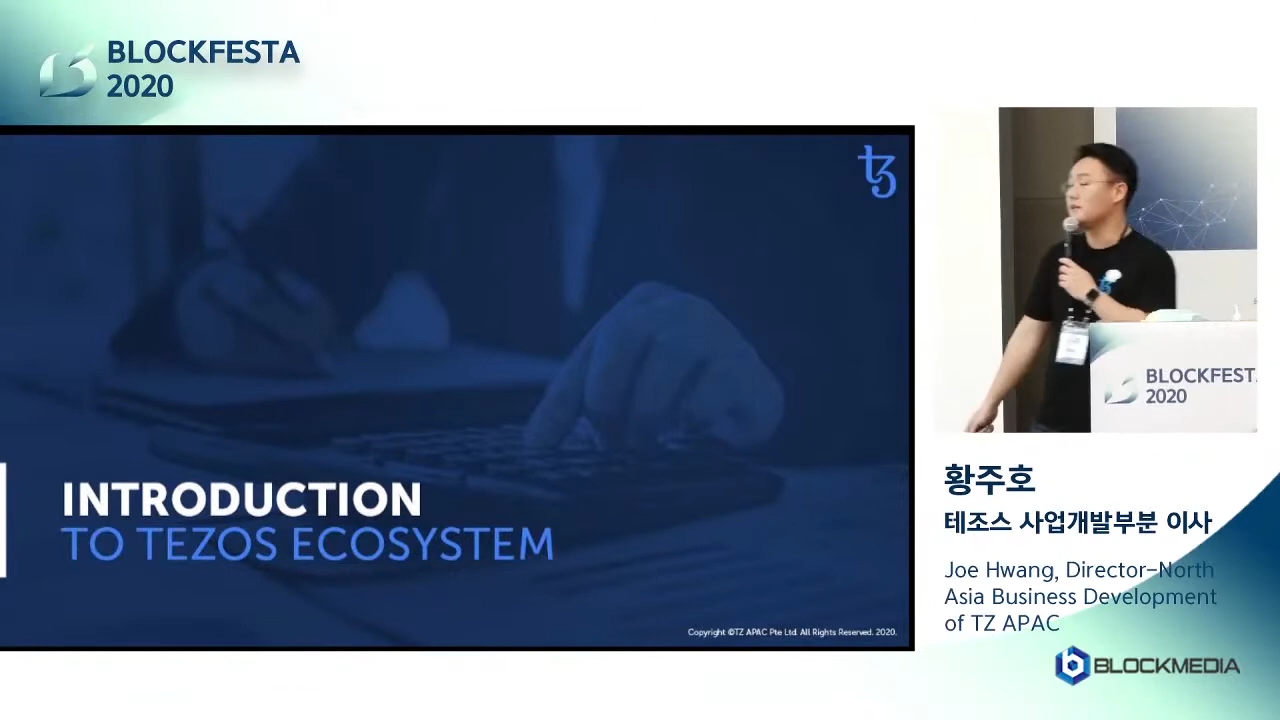 BLOCKFESTA
2020
INTRODUCTION
TO TEZOS ECOSYSTEM
Copyright ©TZ APAC Pte Ltd. All Rights Reserved. 2020.
BLOCKFEST
2020
황주호
테조스 사업개발부분 이사
Joe Hwang, Director–North
Asia Business Development
of TZ APAC
BLOCKMEDIA